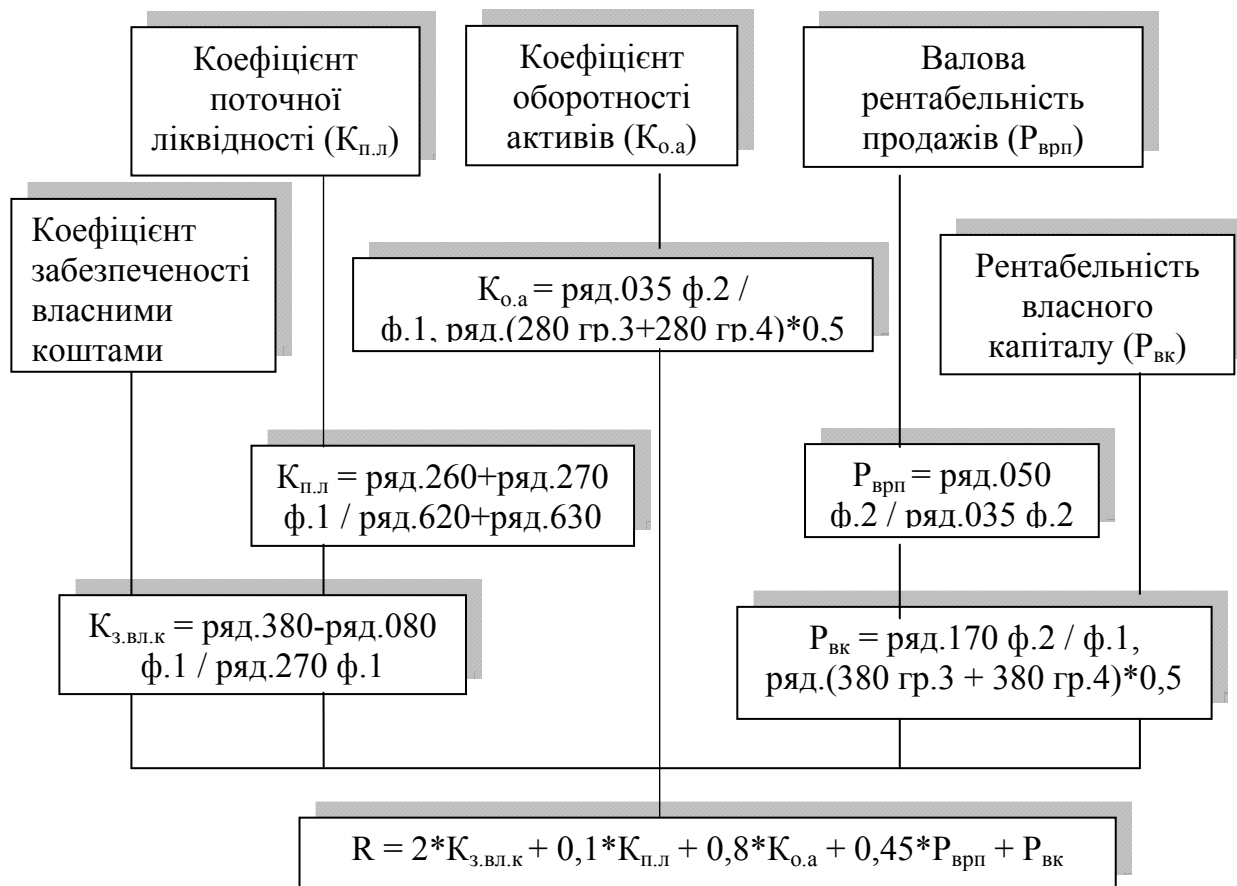 Коефіцієнт
поточної
ліквідності (Кп.л)
Коефіцієнт
оборотності
активів (Ко.а)
Валова
рентабельність
продажів (Рврп)
Коефіцієнт
забезпеченості
власними
коштами
Ко.а = ряд.035 ф.2 /
ф.1, ряд.(280 гр.3+280 гр.4)*0,5
Рентабельність
власного
капіталу (Рвк)
Кп.л = ряд.260+ряд.270
ф.1 / ряд.620+ряд.630
Рврп = ряд.050
ф.2 / ряд.035 ф.2
Кз.вл.к = ряд.380-ряд.080
ф.1 / ряд.270 ф.1
Рвк = ряд.170 ф.2 / ф.1,
ряд.(380 гр.3 + 380 гр.4)*0,5
R = 2*Кз.вл.к + 0,1*Кп.л + 0,8*Ко.а + 0,45*Рврп + Рвк